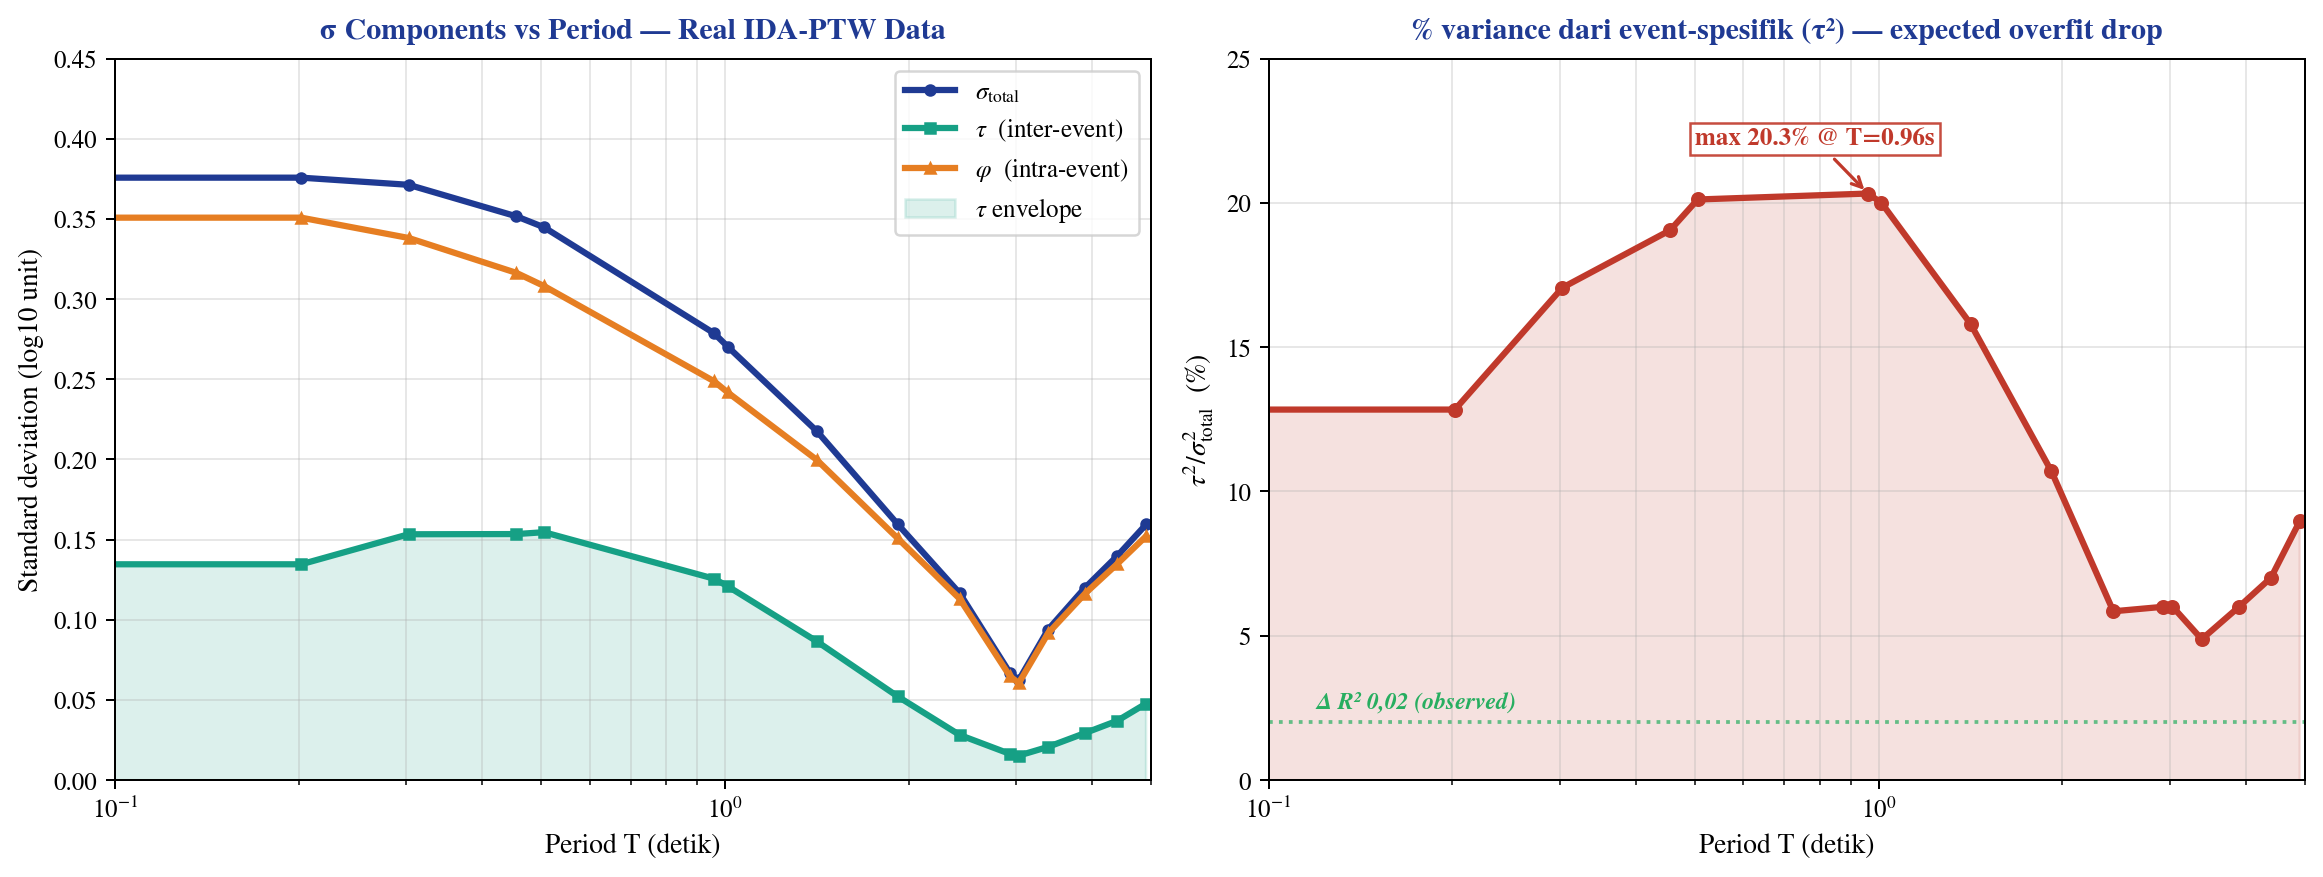 σ Components vs Period — Real IDA-PTW Data
Standard deviation (log10 unit)
0.45
0.40
0.35
0.30
0.25
0.20
0.15
0.10
0.05
0.00
σtotal
τ (inter-event)
φ (intra-event)
τ envelope
10⁻¹
10⁰
Period T (detik)
% variance dari event-spesifik (τ²) — expected overfit drop
τ²/σ²total (%)
25
20
15
10
5
0
max 20.3% @ T=0.96s
Δ R² 0,02 (observed)
10⁻¹
10⁰
Period T (detik)